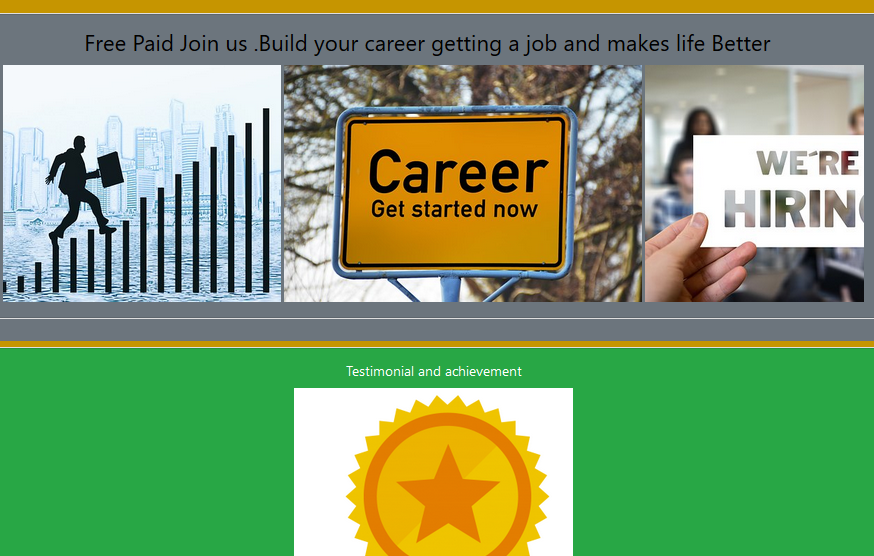 Free Paid Join us .Build your career getting a job and makes life Better
Career
Get started now
WE'RE
HIRING
Testimonial and achievement